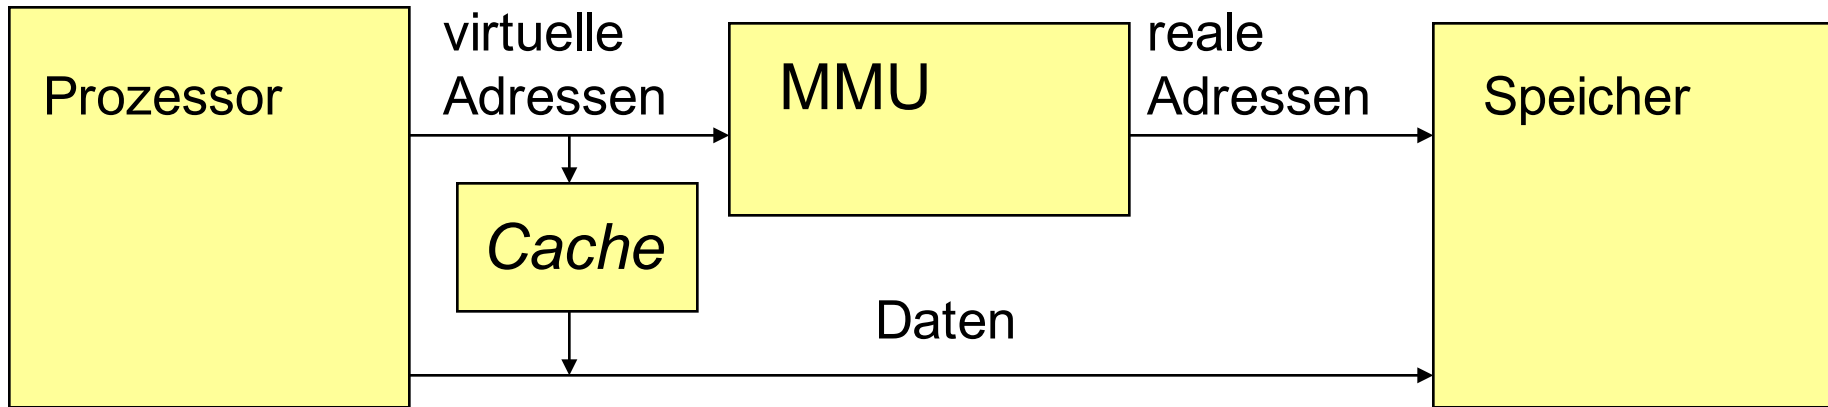 Prozessor
virtuelle
Adressen
MMU
reale
Adressen
Speicher
Cache
Daten